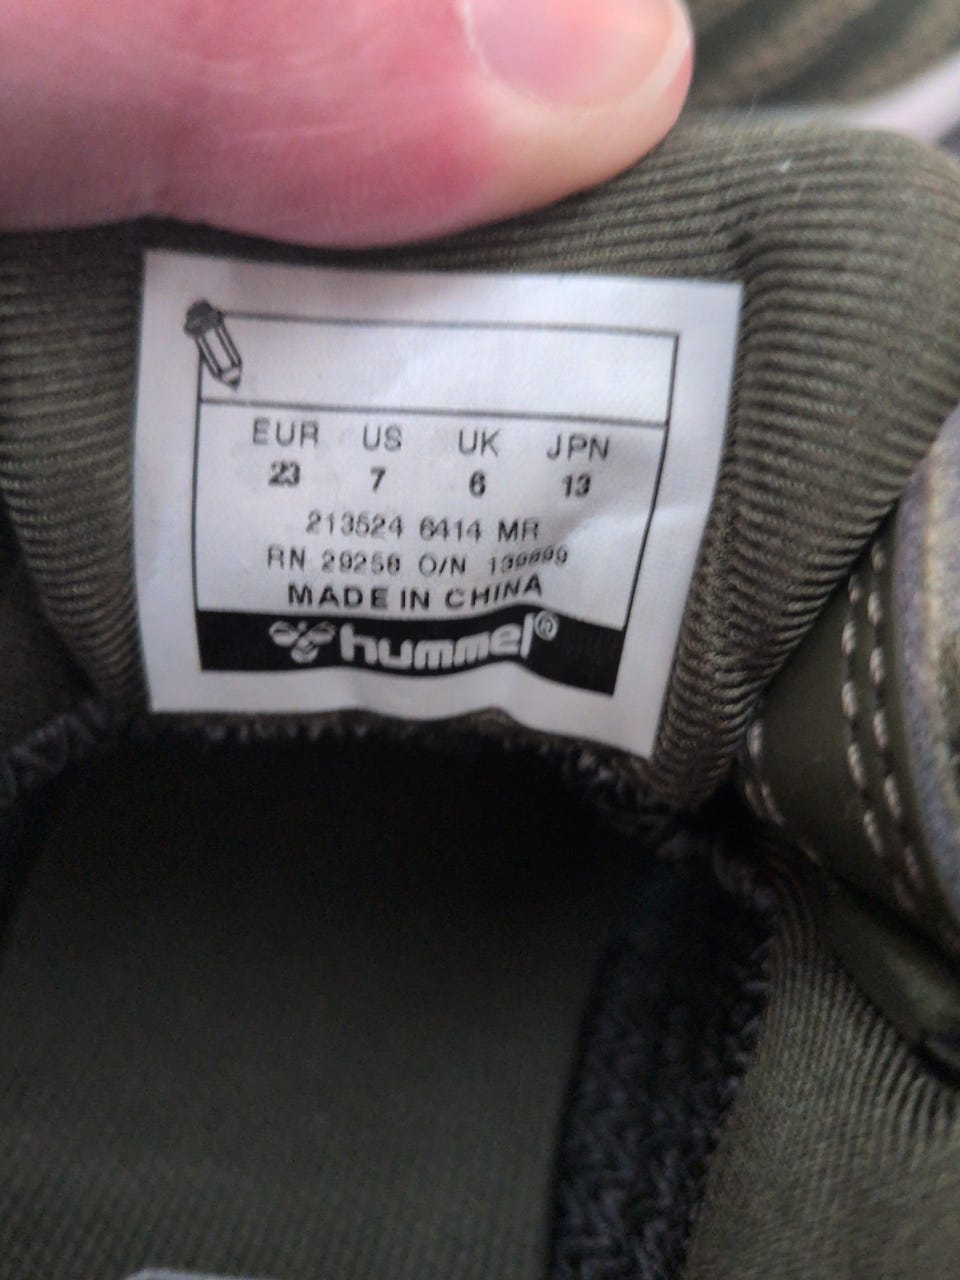 EUR US UK JPN
23 7 6 13
213524 6414 MR
RN 29258 O/N
MADE IN CHINA
hummel®